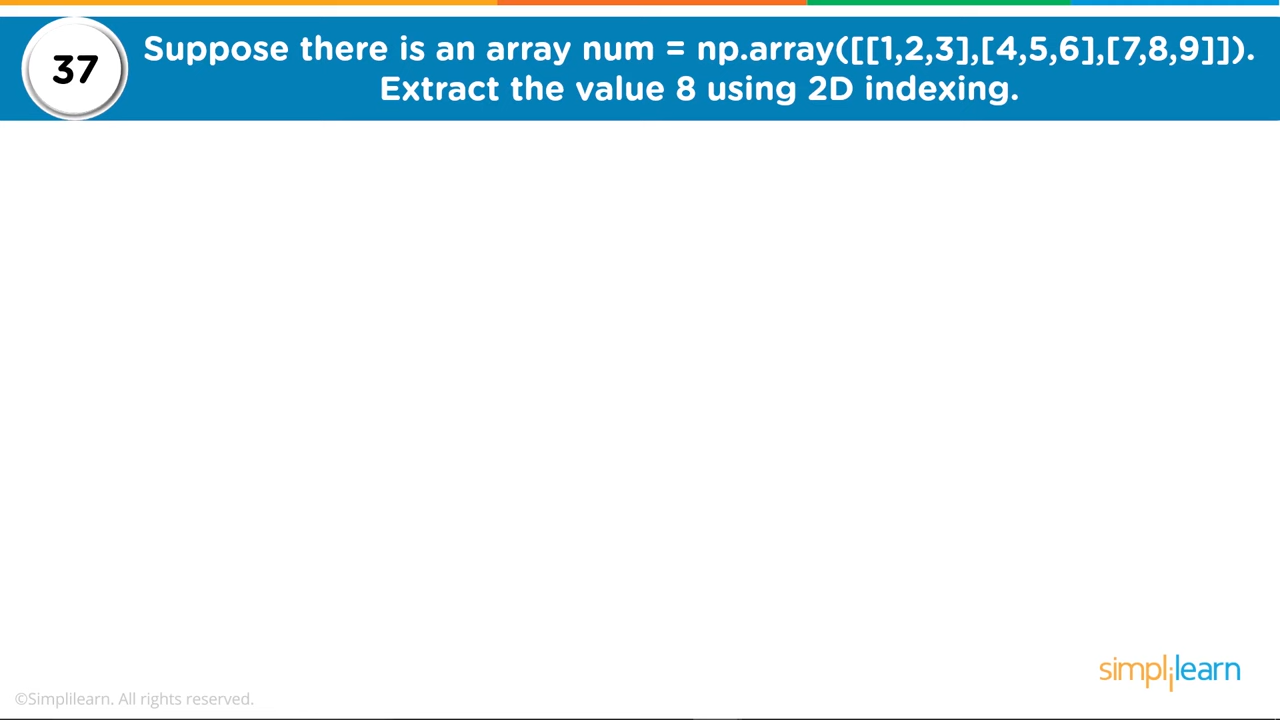 37
Suppose there is an array num = np.array([[1,2,3],[4,5,6],[7,8,9]]).
Extract the value 8 using 2D indexing.
simplilearn
©Simplilearn. All rights reserved.